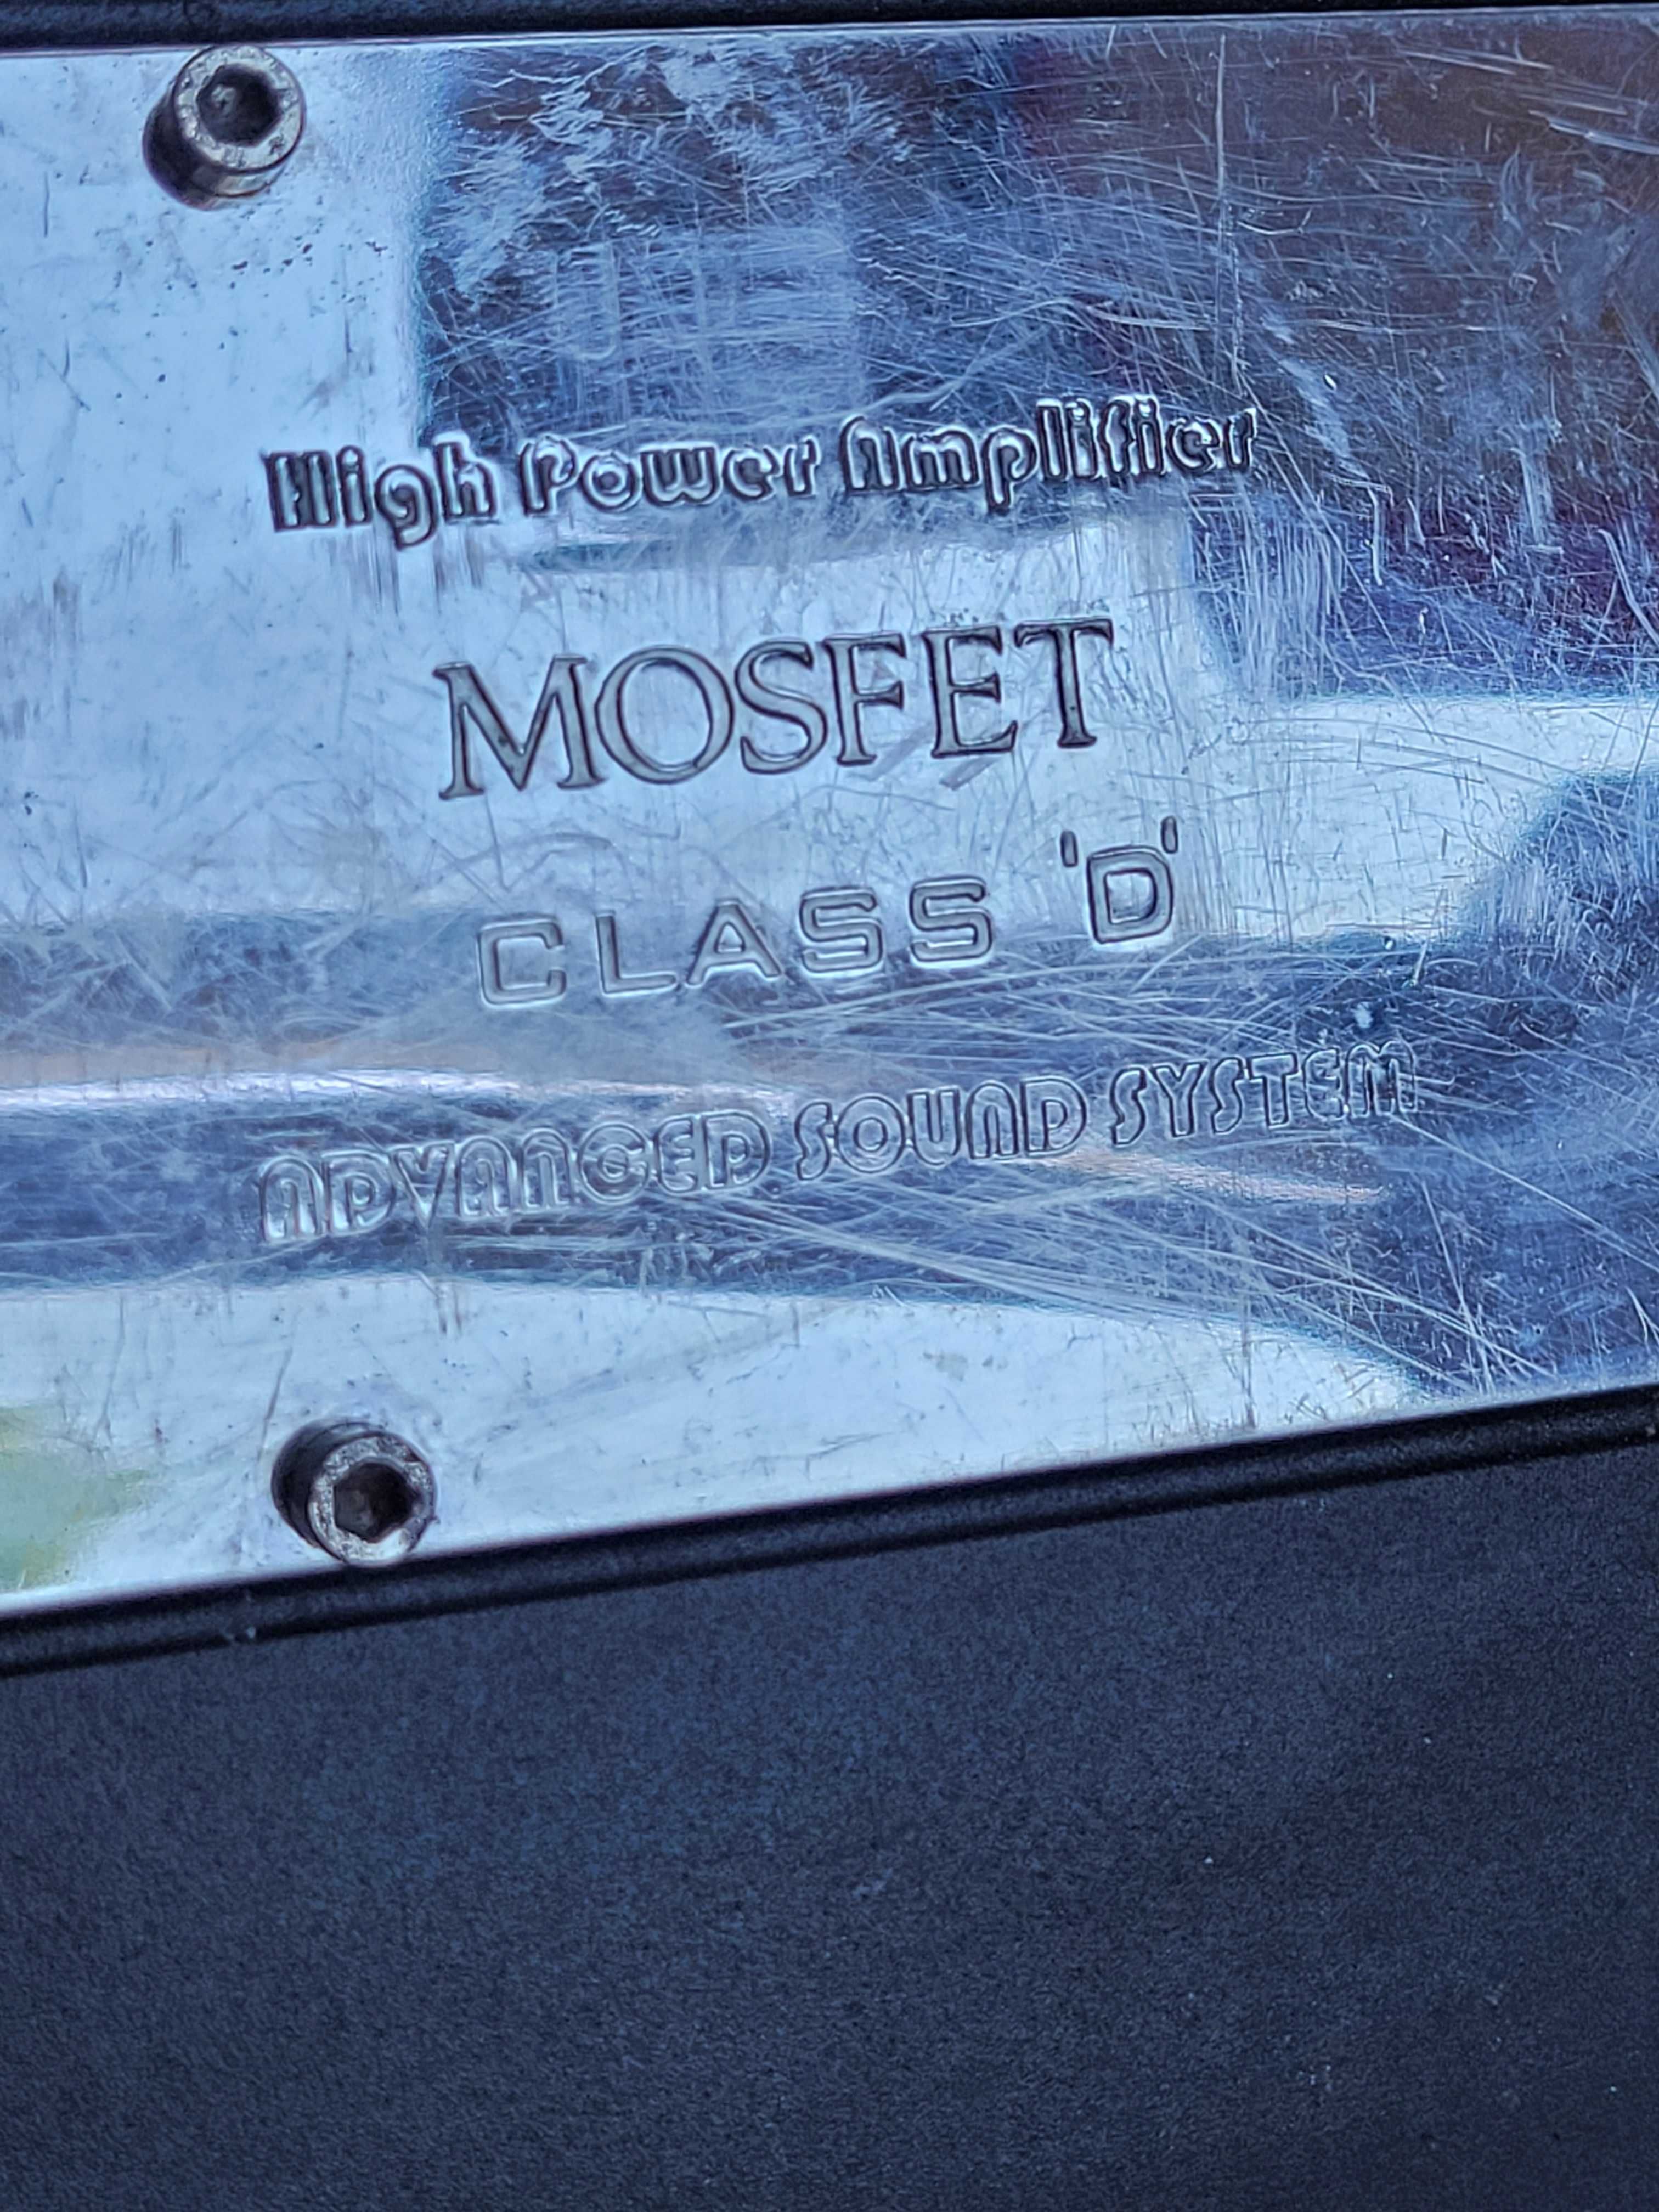 High Power Amplifier
MOSFET
CLASS 'D'
ADVANCED SOUND SYSTEM